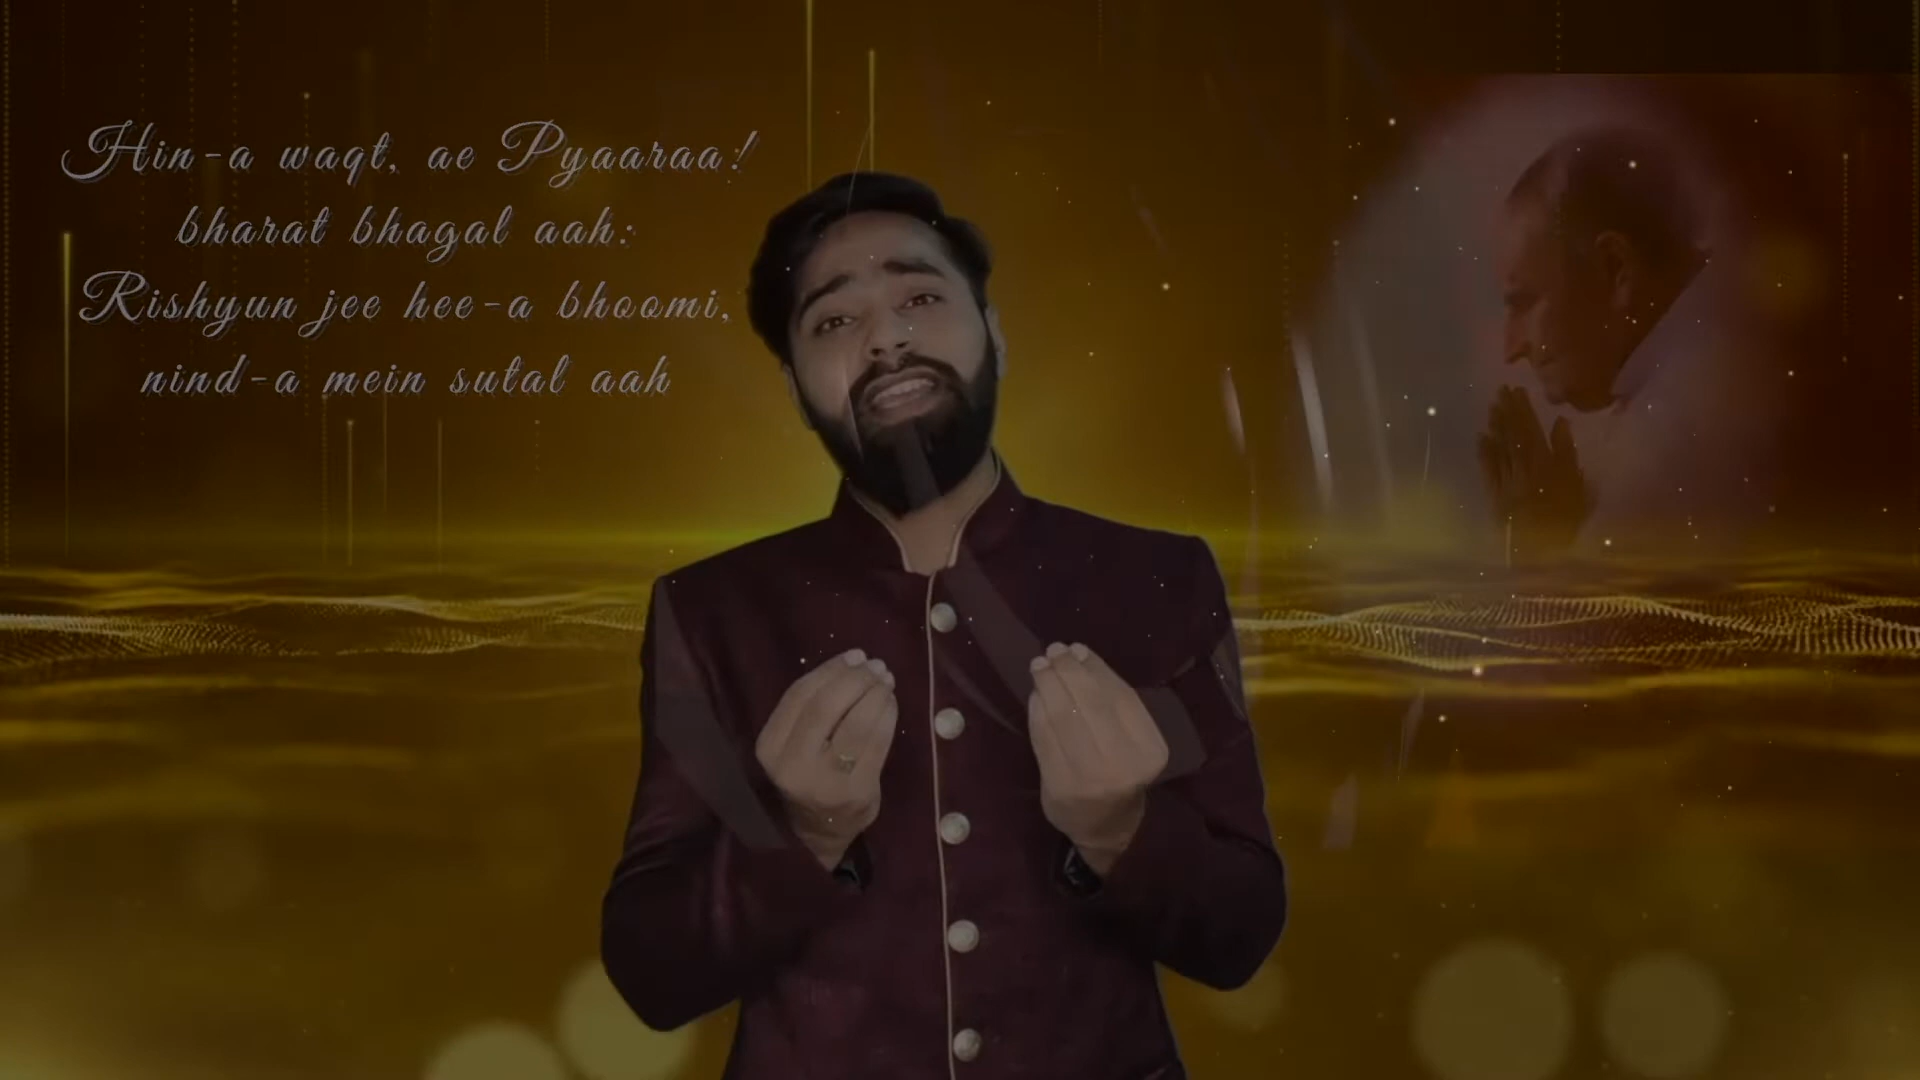 Hin-a waqt, ae Pyaaraa!
bharat bhagal aah:
Rishyun jee hee-a bhoomi,
nind-a mein sutal aah